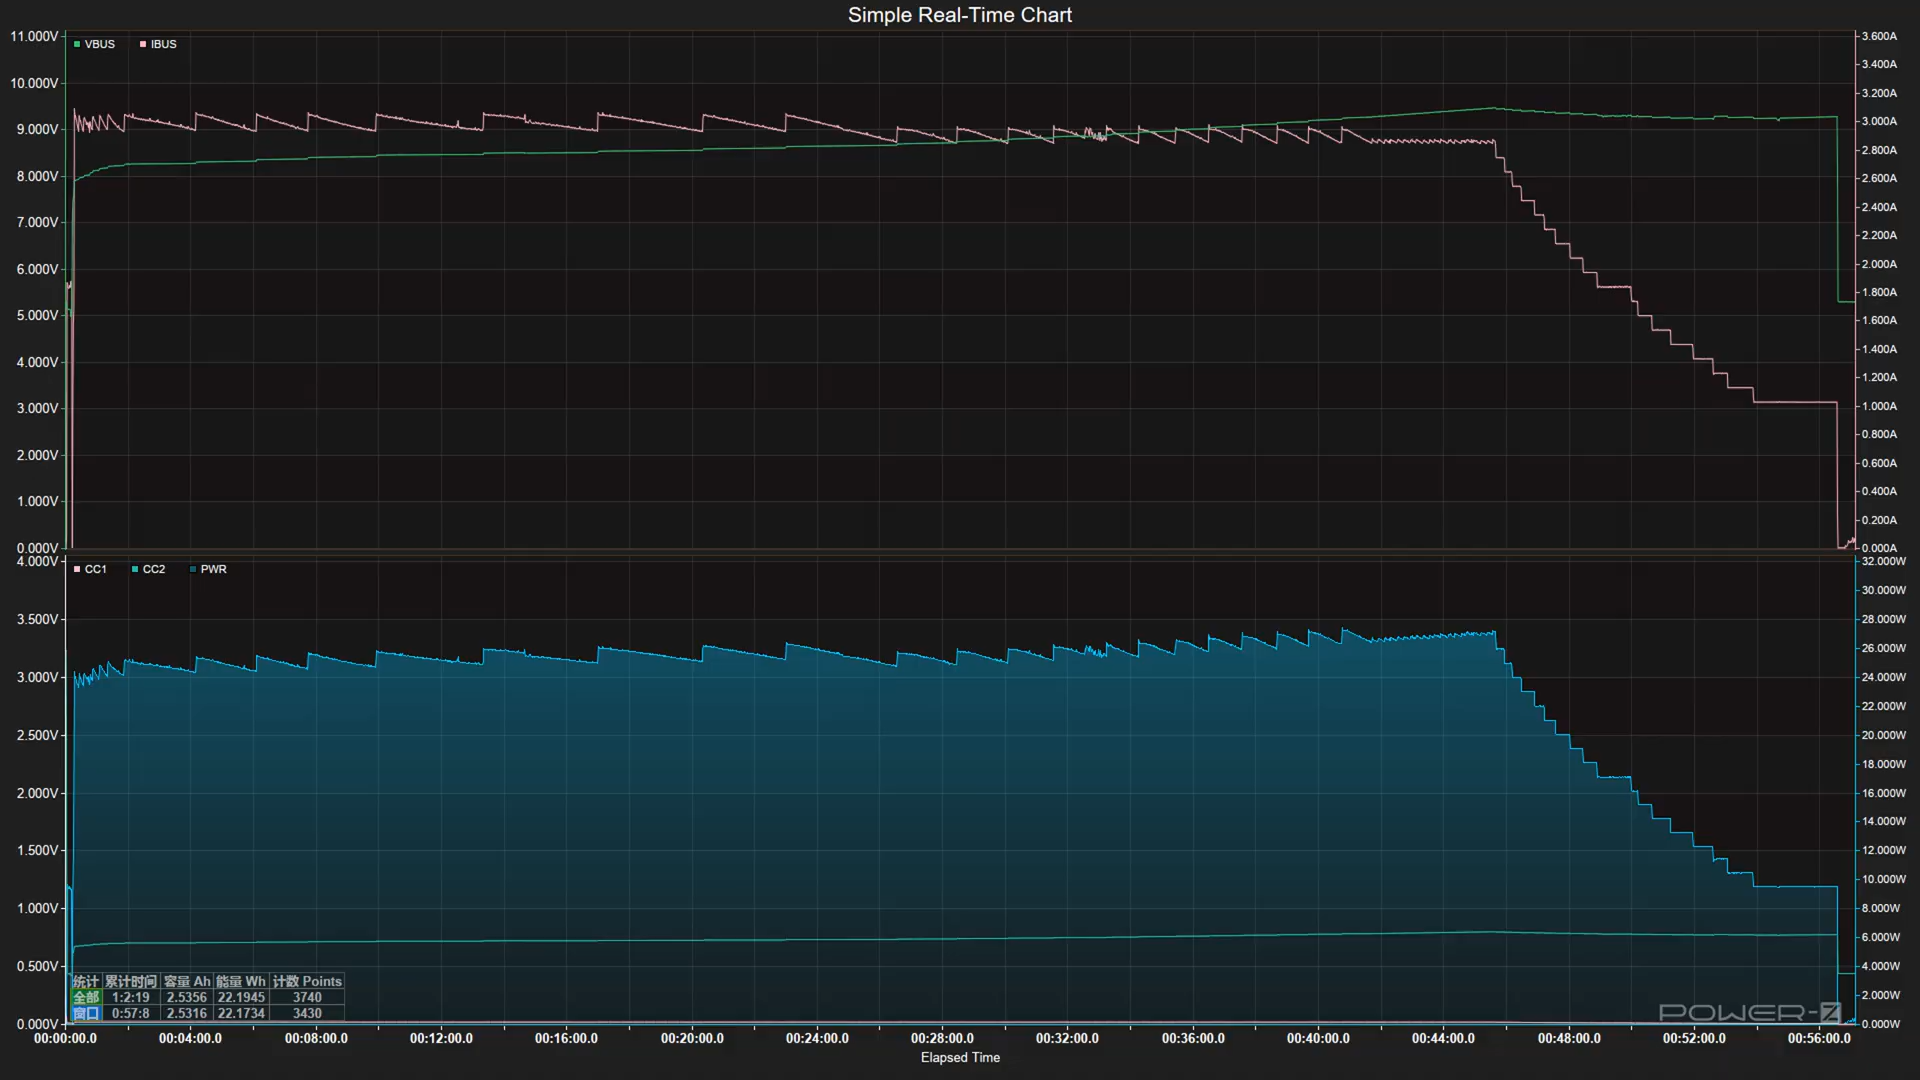 Simple Real-Time Chart
VBUS IBUS
11.000V 3.600A
3.400A
10.000V
3.200A
9.000V 3.000A
2.800A
8.000V 2.600A
2.400A
7.000V
2.200A
6.000V 2.000A
1.800A
5.000V 1.600A
1.400A
4.000V
1.200A
3.000V 1.000A
0.800A
2.000V 0.600A
0.400A
1.000V
0.200A
0.000V 0.000A
4.000V 32.000W
CC1 CC2 PWR
30.000W
3.500V 28.000W
26.000W
3.000V 24.000W
22.000W
2.500V 20.000W
18.000W
2.000V 16.000W
14.000W
1.500V 12.000W
10.000W
1.000V 8.000W
6.000W
0.500V 4.000W
统计 累计时间 容量 Ah 能量 Wh 计数 Points
全部 1:2:19 2.5356 22.1945 3740
2.000W
窗口 0:57:8 2.5316 22.1734 3430
POWER-Z
0.000V 0.000W
00:00:00.0 00:04:00.0 00:08:00.0 00:12:00.0 00:16:00.0 00:20:00.0 00:24:00.0 00:28:00.0 00:32:00.0 00:36:00.0 00:40:00.0 00:44:00.0 00:48:00.0 00:52:00.0 00:56:00.0
Elapsed Time